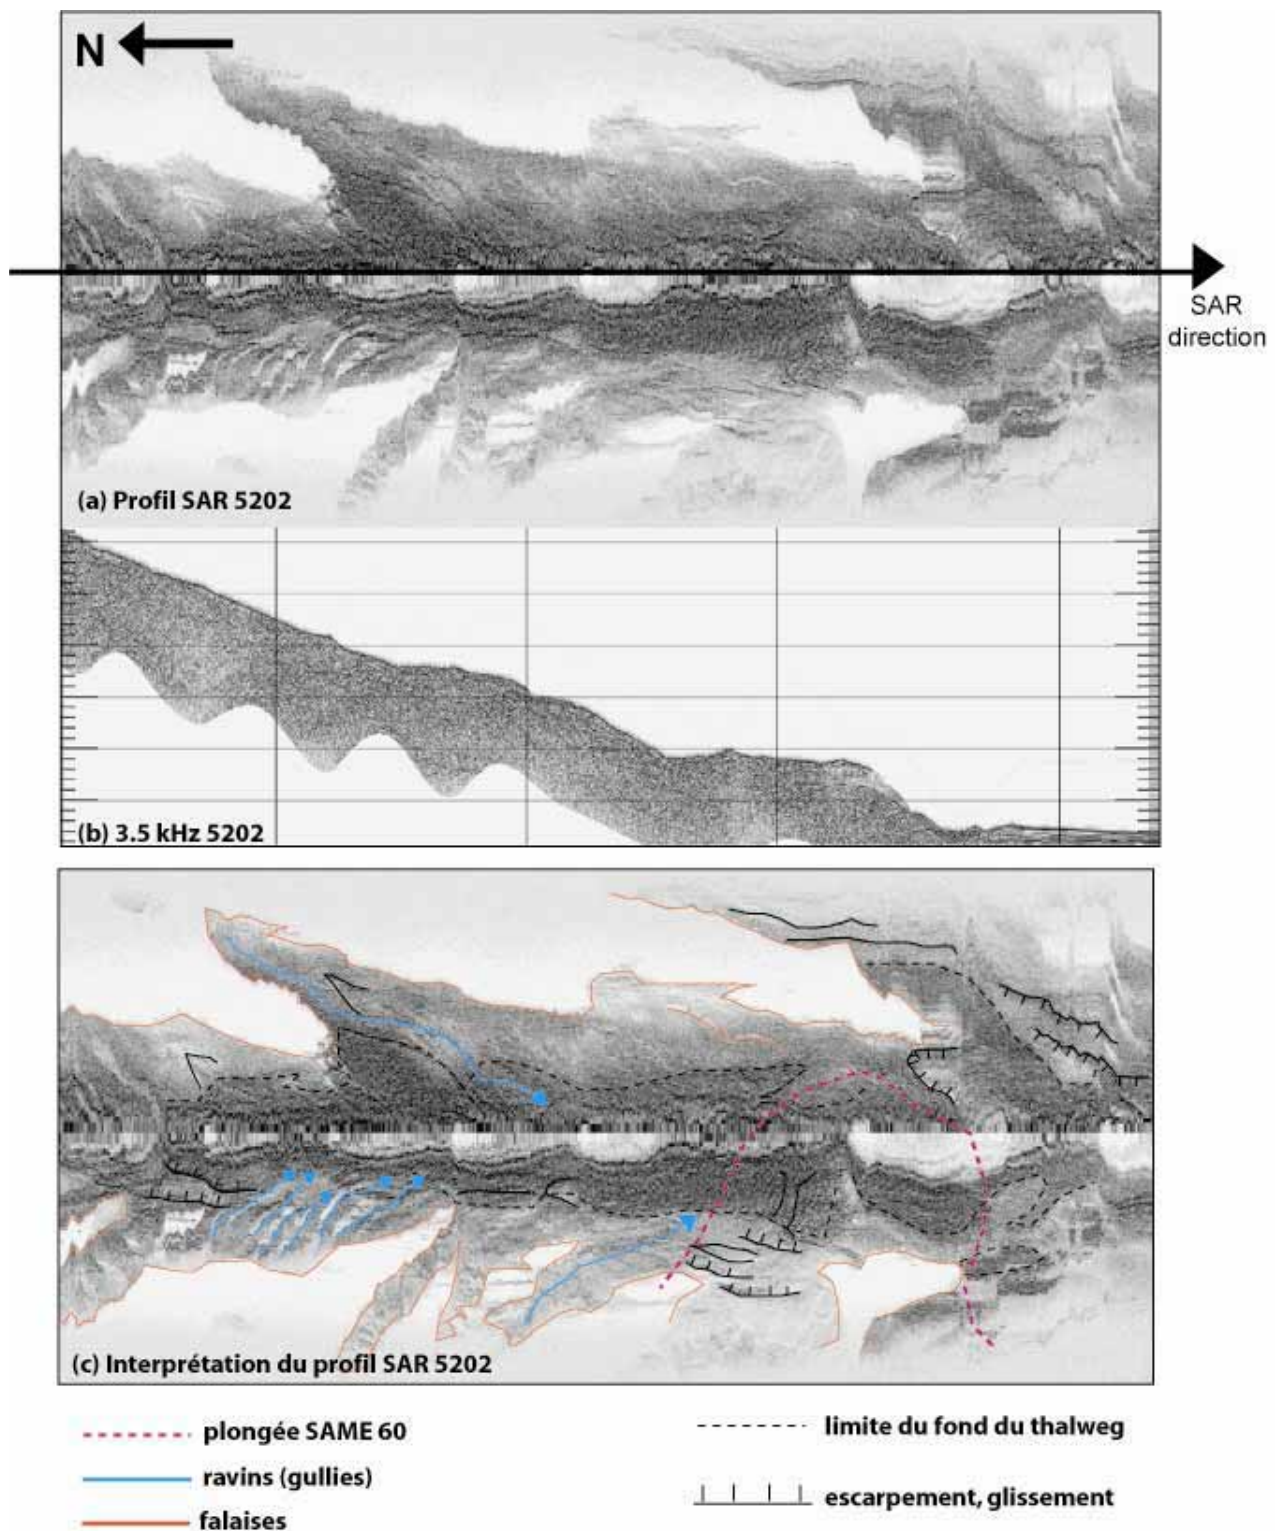 N
SAR
direction
(a) Profil SAR 5202
(b) 3.5 kHz 5202
(c) Interprétation du profil SAR 5202
plongée SAME 60
ravins (gullies)
falaises
limite du fond du thalweg
escarpement, glissement